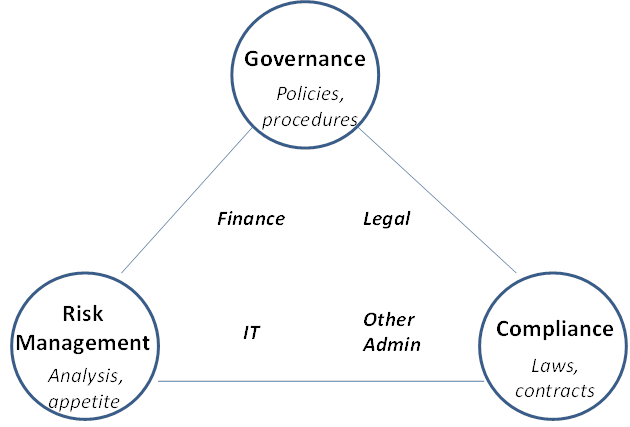 Governance
Policies,
procedures
Finance
Legal
Risk
Management
Analysis,
appetite
IT
Other
Admin
Compliance
Laws,
contracts